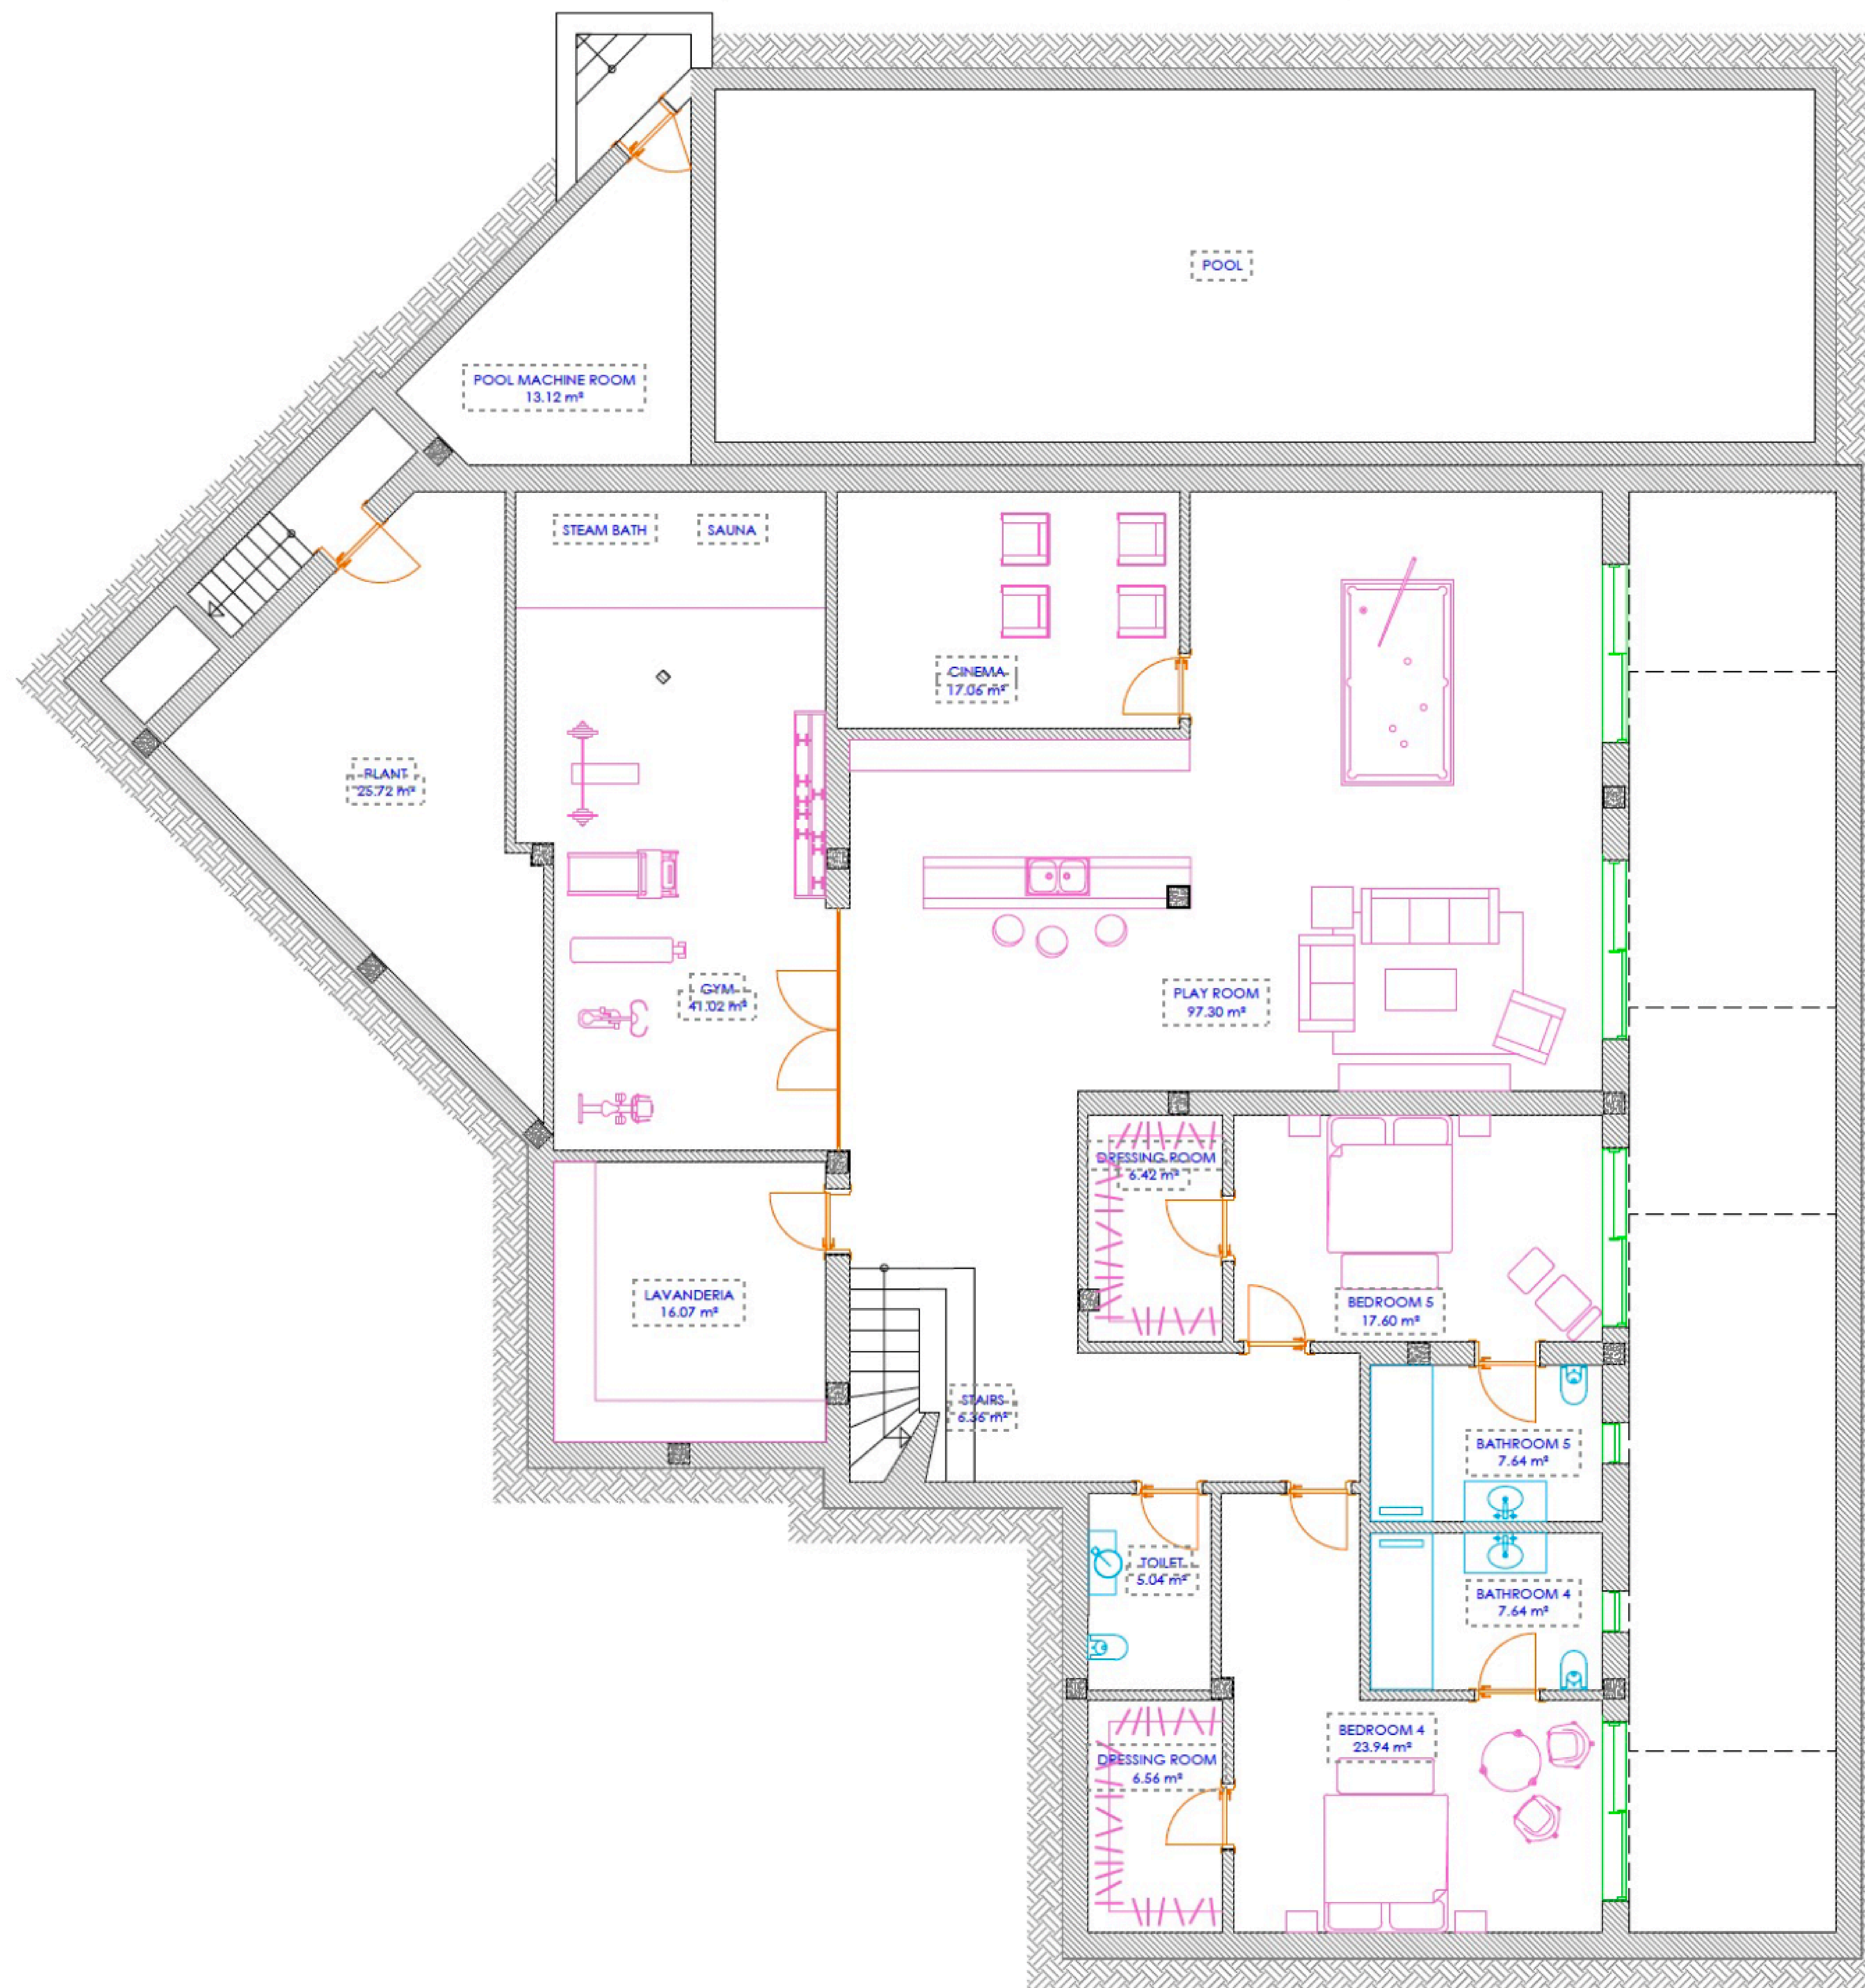 POOL
POOL MACHINE ROOM
13.12 m²
STEAM BATH
SAUNA
CINEMA
17.06 m²
PLANT
25.72 m²
GYM
41.02 m²
PLAY ROOM
97.30 m²
DRESSING ROOM
6.42 m²
LAVANDERIA
16.07 m²
BEDROOM 5
17.60 m²
STAIRS
6.36 m²
BATHROOM 5
7.64 m²
TOILET
5.04 m²
BATHROOM 4
7.64 m²
BEDROOM 4
23.94 m²
DRESSING ROOM
6.56 m²